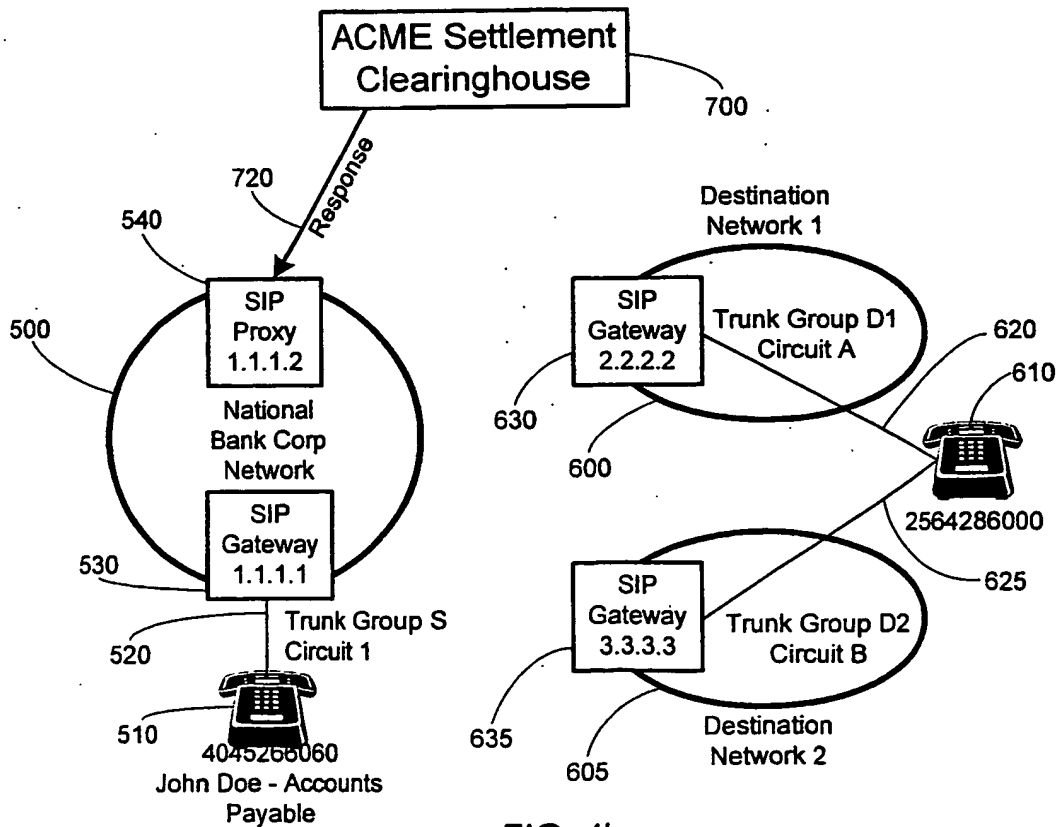 ACME Settlement
Clearinghouse
700
Response
720
540
SIP
Proxy
1.1.1.2
500
National
Bank Corp
Network
SIP
Gateway
1.1.1.1
530
Trunk Group S
Circuit 1
520
510
4045266060
John Doe - Accounts
Payable
Destination
Network 1
SIP
Gateway
2.2.2.2
Trunk Group D1
Circuit A
620
610
630
600
2564286000
625
SIP
Gateway
3.3.3.3
Trunk Group D2
Circuit B
635
605
Destination
Network 2